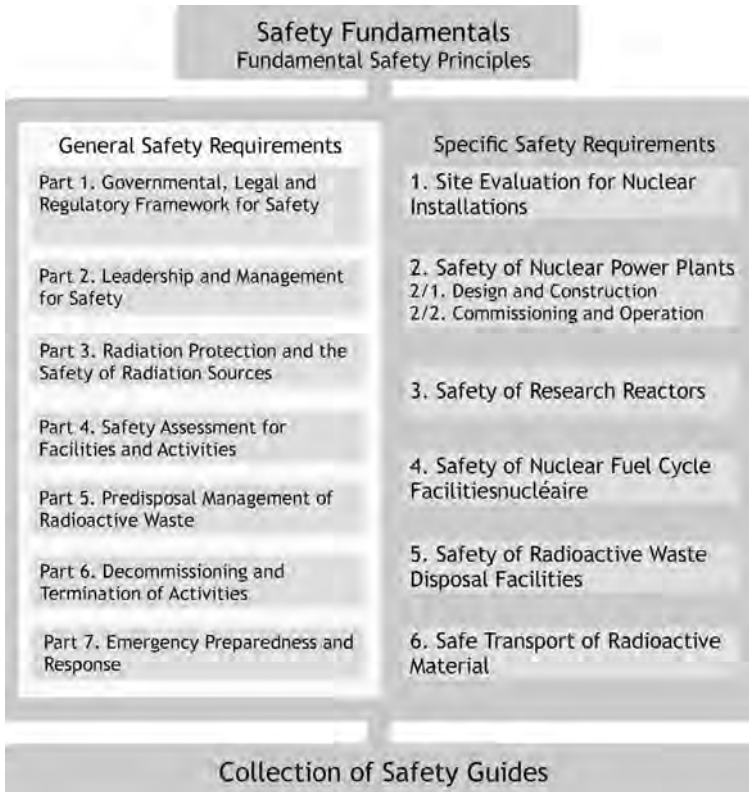 Safety Fundamentals
Fundamental Safety Principles
General Safety Requirements
Part 1. Governmental, Legal and
Regulatory Framework for Safety
Part 2. Leadership and Management
for Safety
Part 3. Radiation Protection and the
Safety of Radiation Sources
Part 4. Safety Assessment for
Facilities and Activities
Part 5. Predisposal Management of
Radioactive Waste
Part 6. Decommissioning and
Termination of Activities
Part 7. Emergency Preparedness and
Response
Specific Safety Requirements
1. Site Evaluation for Nuclear
Installations
2. Safety of Nuclear Power Plants
2/1. Design and Construction
2/2. Commissioning and Operation
3. Safety of Research Reactors
4. Safety of Nuclear Fuel Cycle
Facilitiesnucléaire
5. Safety of Radioactive Waste
Disposal Facilities
6. Safe Transport of Radioactive
Material
Collection of Safety Guides